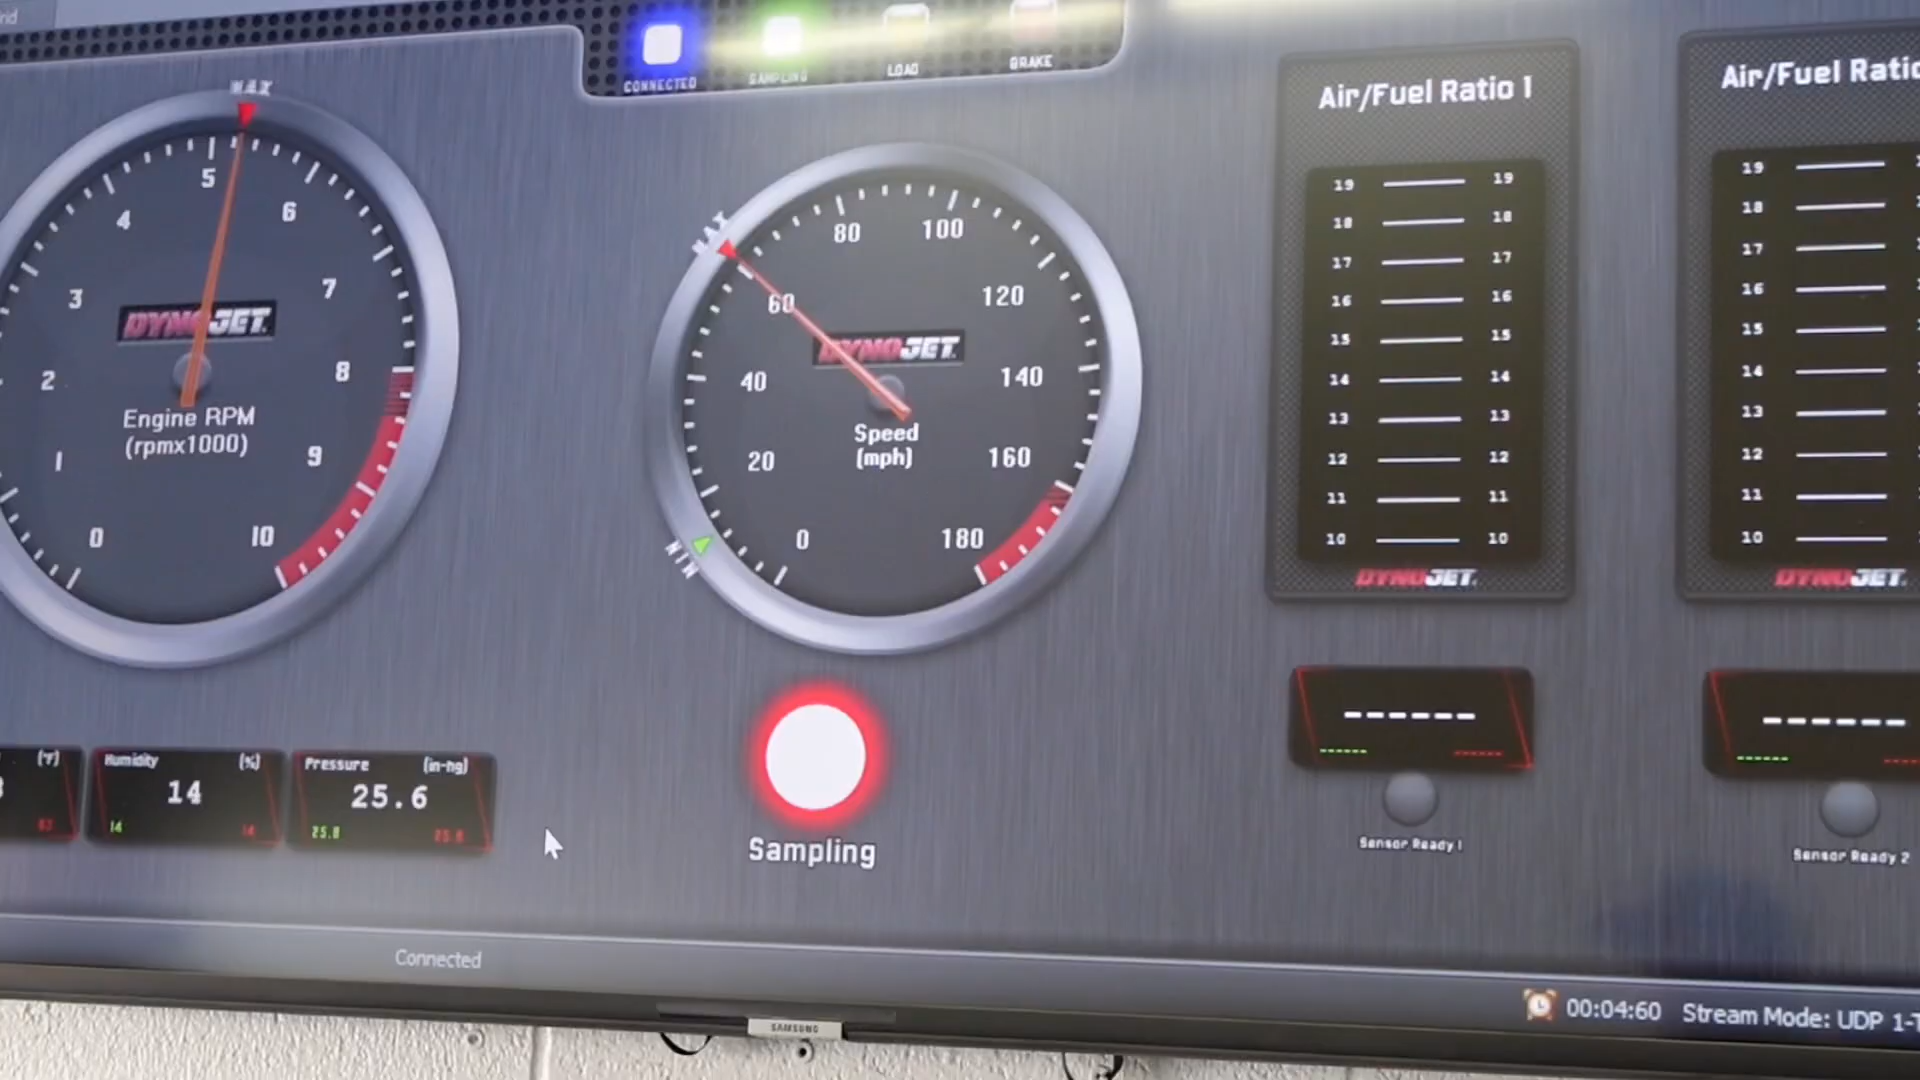 CONNECTED
SAMPLING
LOAD
BRAKE
MAX
0
1
2
3
4
5
6
7
8
9
10
DYNOJET
Engine RPM
(rpmx1000)
MAX
MIN
0
20
40
60
80
100
120
140
160
180
DYNOJET
Speed
(mph)
Air/Fuel Ratio 1
19 19
18 18
17 17
16 16
15 15
14 14
13 13
12 12
11 11
10 10
DYNOJET
Air/Fuel Ratio
19
18
17
16
15
14
13
12
11
10
DYNOJET
(°F)
Humidity (%)
14
14 14
Pressure (in-hg)
25.6
Sampling
------
Sensor Ready 1
------
Sensor Ready 2
Connected
00:04:60 Stream Mode: UDP 1-
SAMSUNG